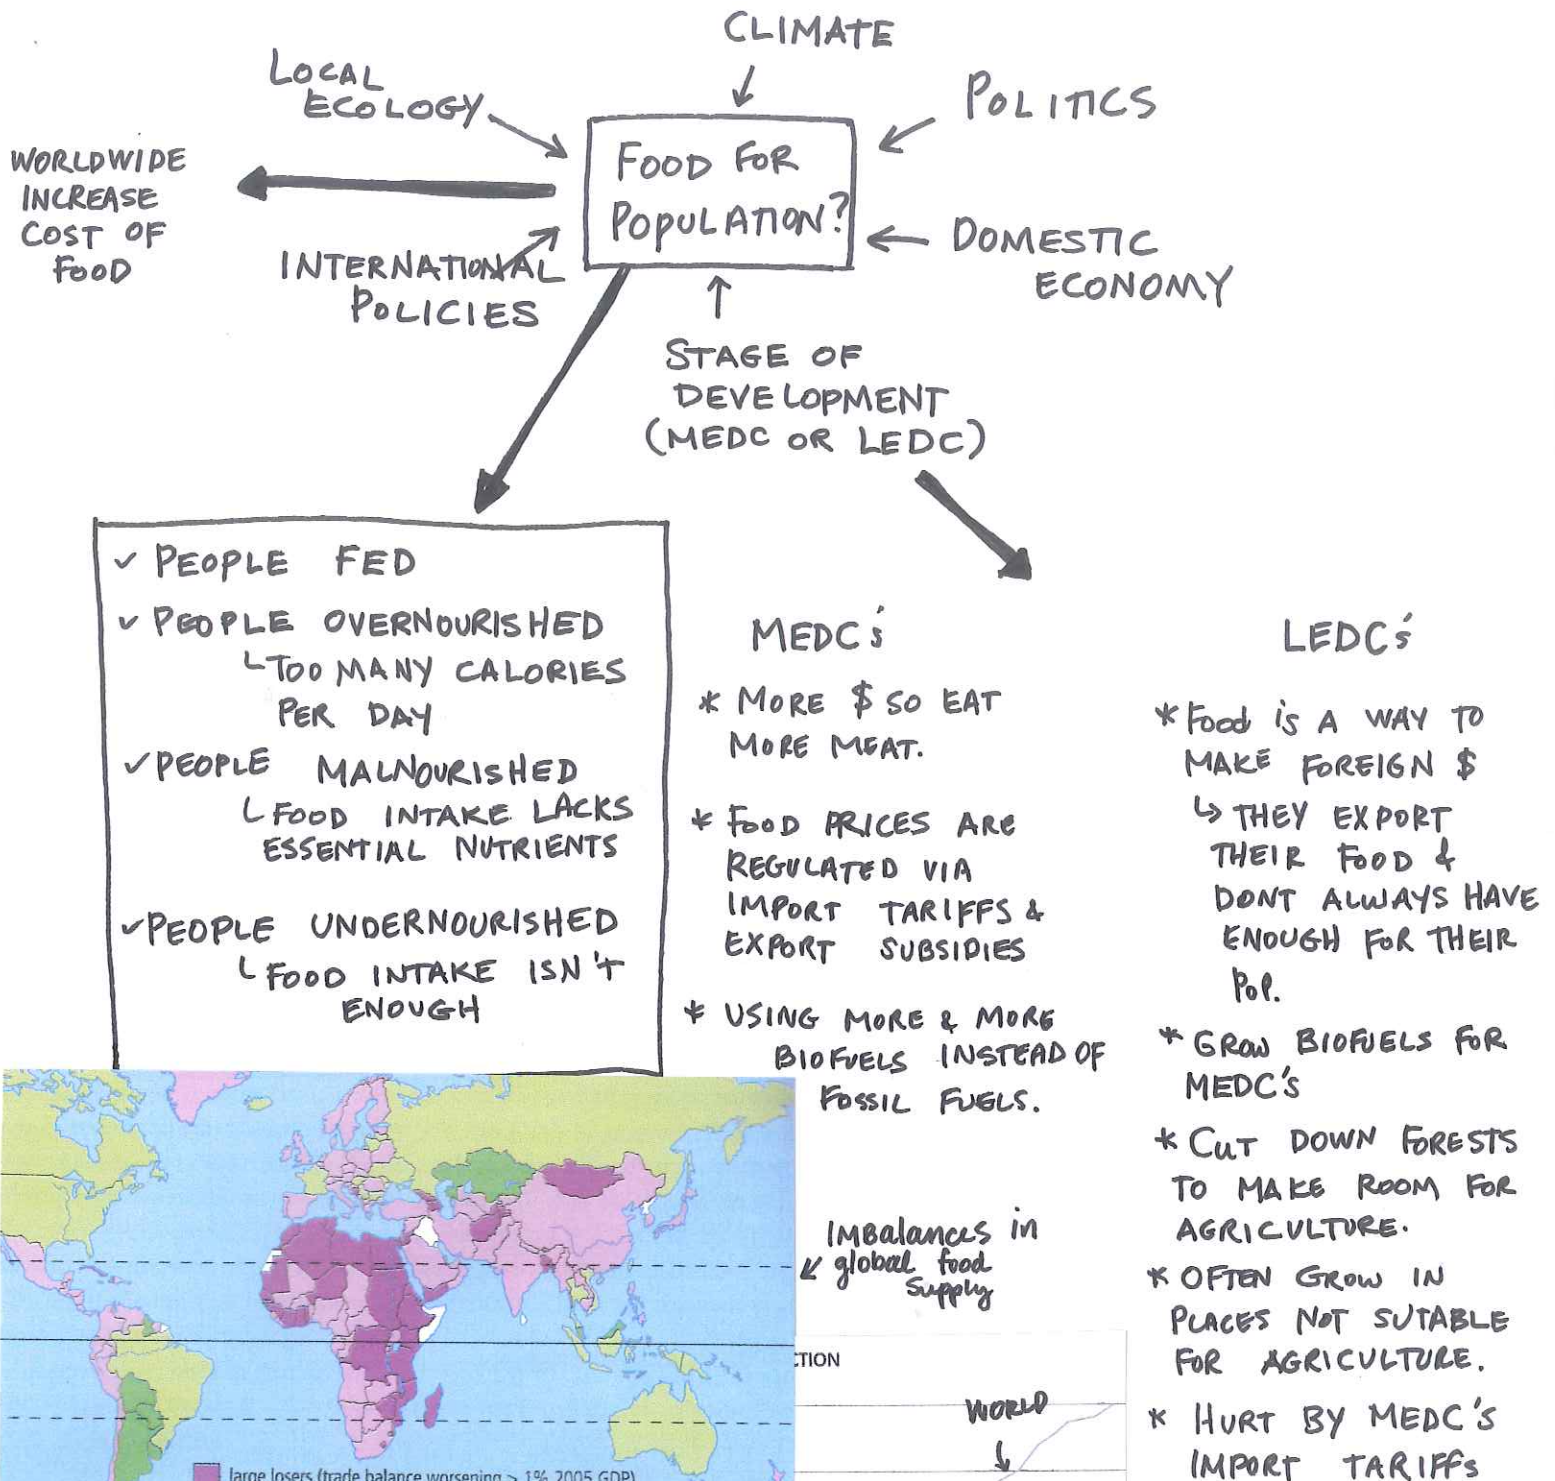 CLIMATE
LOCAL
ECOLOGY
POLITICS
WORLDWIDE
INCREASE
COST OF
FOOD
FOOD FOR
POPULATION?
INTERNATIONAL
POLICIES
DOMESTIC
ECONOMY
STAGE OF
DEVELOPMENT
(MEDC OR LEDC)
✓ PEOPLE FED
✓ PEOPLE OVERNOURISHED
└ TOO MANY CALORIES
PER DAY
✓ PEOPLE MALNOURISHED
└ FOOD INTAKE LACKS
ESSENTIAL NUTRIENTS
✓ PEOPLE UNDERNOURISHED
└ FOOD INTAKE ISN'T
ENOUGH
MEDC's
* MORE $ SO EAT
MORE MEAT.
* FOOD PRICES ARE
REGULATED VIA
IMPORT TARIFFS &
EXPORT SUBSIDIES
* USING MORE & MORE
BIOFUELS INSTEAD OF
FOSSIL FUELS.
IMBalances in
global food
Supply
LEDC's
* Food is A WAY TO
MAKE FOREIGN $
↳ THEY EXPORT
THEIR FOOD &
DONT ALWAYS HAVE
ENOUGH FOR THEIR
POP.
* GROW BIOFUELS FOR
MEDC'S
* CUT DOWN FORESTS
TO MAKE ROOM FOR
AGRICULTURE.
* OFTEN GROW IN
PLACES NOT SUTABLE
FOR AGRICULTURE.
* HURT BY MEDC'S
IMPORT TARIFFS
CTION
WORLD
large losers (trade balance worsening > 1% 2005 GDP)